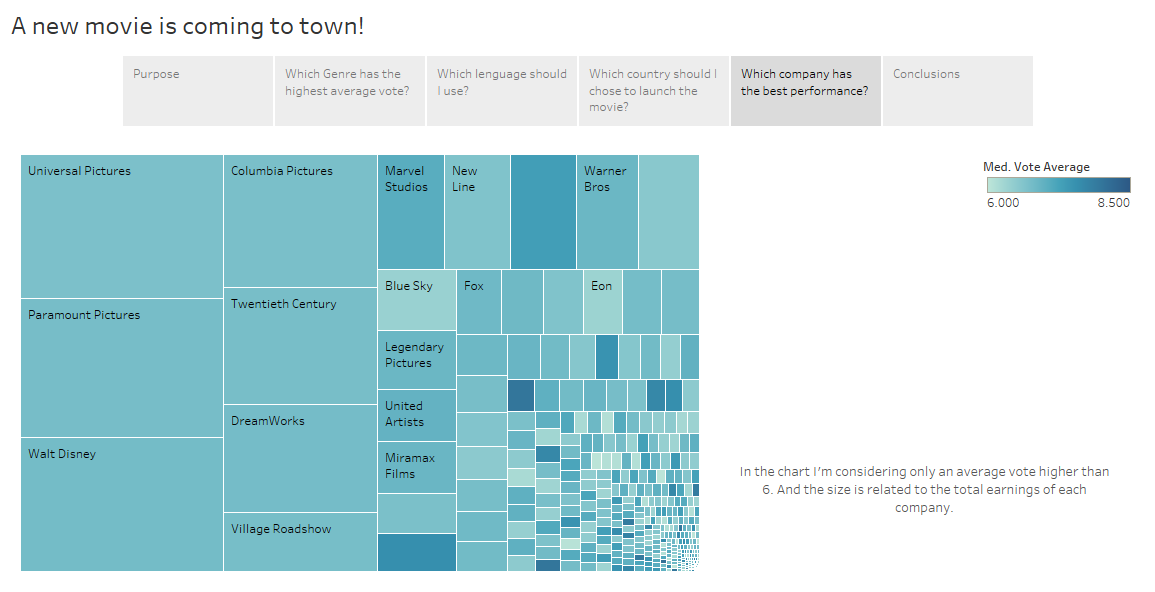 A new movie is coming to town!
Purpose
Which Genre has the
highest average vote?
Which lenguage should
I use?
Which country should I
chose to launch the
movie?
Which company has
the best performance?
Conclusions
Universal Pictures
Paramount Pictures
Walt Disney
Columbia Pictures
Twentieth Century
DreamWorks
Village Roadshow
Marvel
Studios
New
Line
Warner
Bros
Blue Sky
Fox
Eon
Legendary
Pictures
United
Artists
Miramax
Films
Med. Vote Average
6.000
8.500
In the chart I'm considering only an average vote higher than
6. And the size is related to the total earnings of each
company.